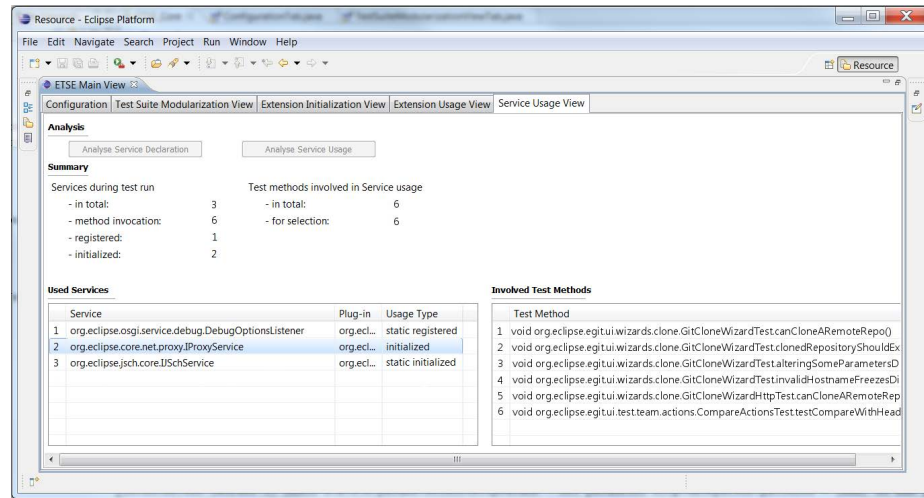 Resource - Eclipse Platform
File Edit Navigate Search Project Run Window Help
Resource
ETSE Main View
Configuration Test Suite Modularization View Extension Initialization View Extension Usage View Service Usage View
Analysis
Analyse Service Declaration Analyse Service Usage
Summary
Services during test run Test methods involved in Service usage
- in total: 3 - in total: 6
- method invocation: 6 - for selection: 6
- registered: 1
- initialized: 2
Used Services Involved Test Methods
Service Plug-in Usage Type Test Method
1 org.eclipse.osgi.service.debug.DebugOptionsListener org.ecl... static registered
2 org.eclipse.core.net.proxy.IProxyService org.ecl... initialized
3 org.eclipse.jsch.core.IJSchService org.ecl... static initialized
1 void org.eclipse.egit.ui.wizards.clone.GitCloneWizardTest.canCloneARemoteRepo()
2 void org.eclipse.egit.ui.wizards.clone.GitCloneWizardTest.clonedRepositoryShouldEx
3 void org.eclipse.egit.ui.wizards.clone.GitCloneWizardTest.alteringSomeParametersD
4 void org.eclipse.egit.ui.wizards.clone.GitCloneWizardTest.invalidHostnameFreezesDi
5 void org.eclipse.egit.ui.wizards.clone.GitCloneWizardHttpTest.canCloneARemoteRep
6 void org.eclipse.egit.ui.test.team.actions.CompareActionsTest.testCompareWithHead